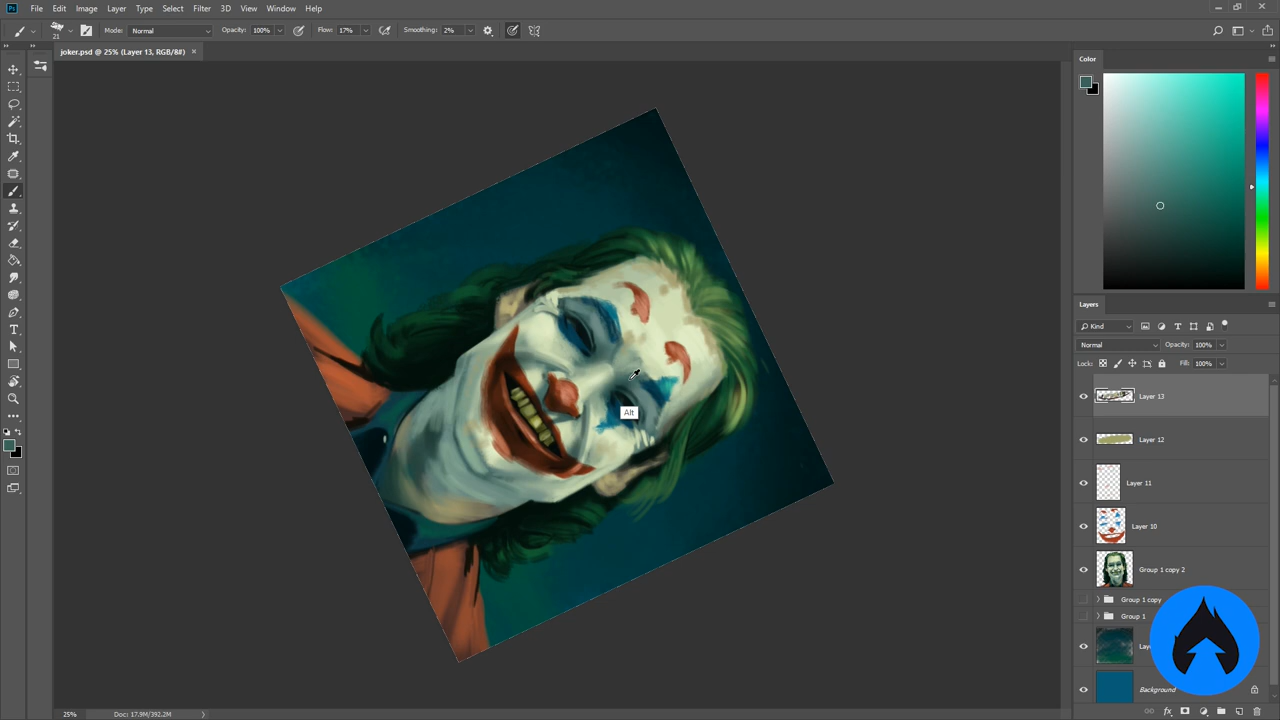 File Edit Image Layer Type Select Filter 3D View Window Help
21 Mode: Normal Opacity: 100% Flow: 17% Smoothing: 2%
joker.psd @ 25% (Layer 13, RGB/8#)
Color
Alt
Layers
Kind
Normal Opacity: 100%
Lock: Fill: 100%
Layer 13
Layer 12
Layer 11
Layer 10
Group 1 copy 2
Group 1 copy
Group 1
Background
25% Doc: 17.9M/392.2M